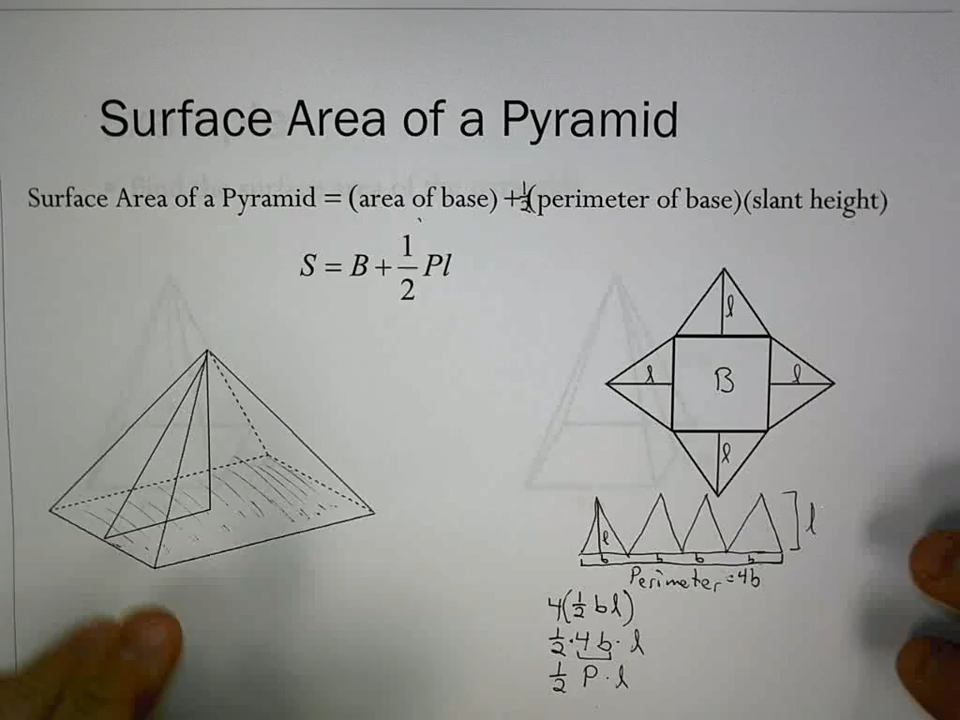 Surface Area of a Pyramid
Surface Area of a Pyramid = (area of base) + ½(perimeter of base)(slant height)
S = B + 1/2 Pl
l
l B l
l
l
l
b b b b
Perimeter = 4b
4(½ bl)
½ · 4b · l
½ P · l